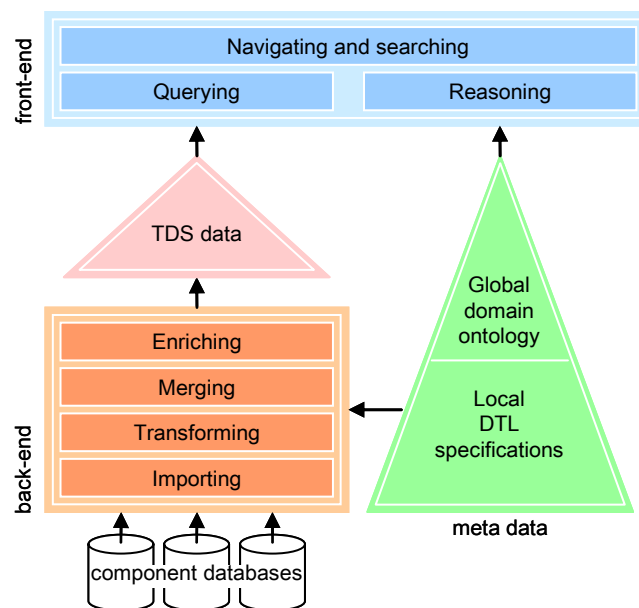 front-end
Navigating and searching
Querying
Reasoning
TDS data
Global
domain
ontology
Local
DTL
specifications
meta data
back-end
Enriching
Merging
Transforming
Importing
component databases